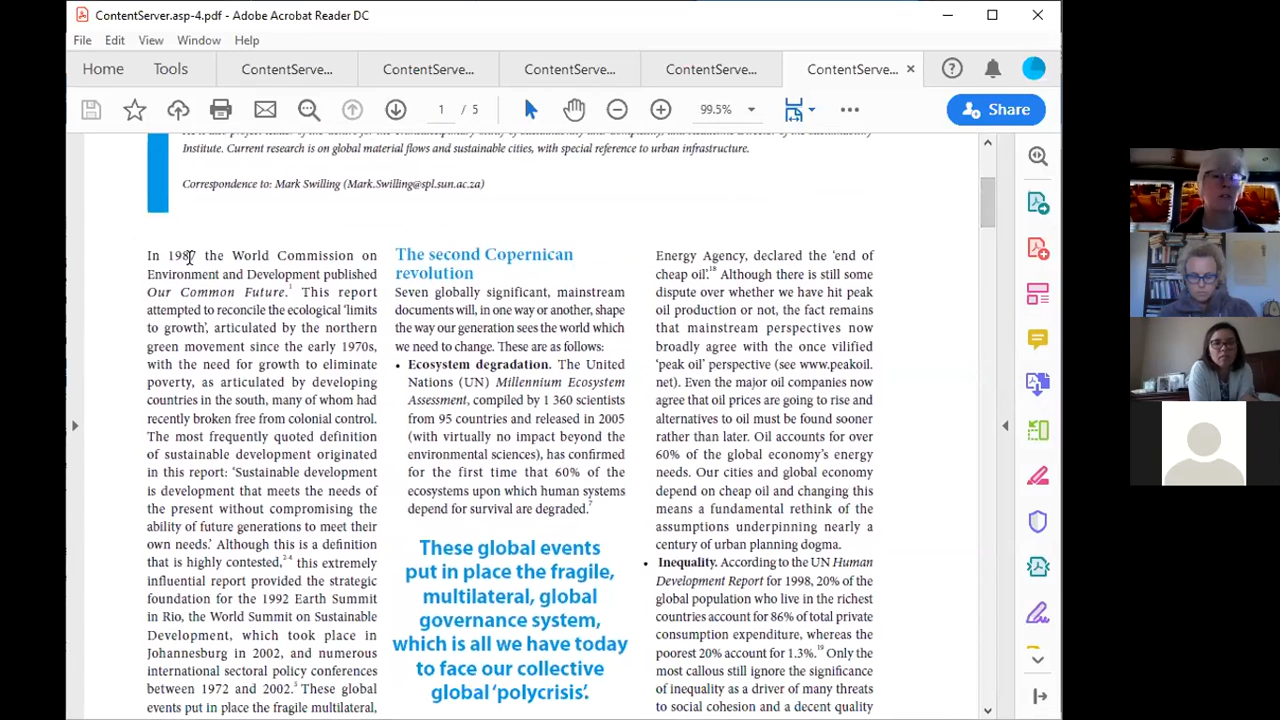 ContentServer.asp-4.pdf - Adobe Acrobat Reader DC
File Edit View Window Help
Home Tools ContentServe... ContentServe... ContentServe... ContentServe... ContentServe...
1 / 5 99.5% Share
Institute. Current research is on global material flows and sustainable cities, with special reference to urban infrastructure.
Correspondence to: Mark Swilling (Mark.Swilling@spl.sun.ac.za)
In 1987 the World Commission on
Environment and Development published
Our Common Future.1 This report
attempted to reconcile the ecological ‘limits
to growth’, articulated by the northern
green movement since the early 1970s,
with the need for growth to eliminate
poverty, as articulated by developing
countries in the south, many of whom had
recently broken free from colonial control.
The most frequently quoted definition
of sustainable development originated
in this report: ‘Sustainable development
is development that meets the needs of
the present without compromising the
ability of future generations to meet their
own needs.’ Although this is a definition
that is highly contested,2-4 this extremely
influential report provided the strategic
foundation for the 1992 Earth Summit
in Rio, the World Summit on Sustainable
Development, which took place in
Johannesburg in 2002, and numerous
international sectoral policy conferences
between 1972 and 2002.5 These global
events put in place the fragile multilateral,
The second Copernican
revolution
Seven globally significant, mainstream
documents will, in one way or another, shape
the way our generation sees the world which
we need to change. These are as follows:
• Ecosystem degradation. The United
Nations (UN) Millennium Ecosystem
Assessment, compiled by 1 360 scientists
from 95 countries and released in 2005
(with virtually no impact beyond the
environmental sciences), has confirmed
for the first time that 60% of the
ecosystems upon which human systems
depend for survival are degraded.7
These global events
put in place the fragile,
multilateral, global
governance system,
which is all we have today
to face our collective
global ‘polycrisis’.
Energy Agency, declared the ‘end of
cheap oil’.18 Although there is still some
dispute over whether we have hit peak
oil production or not, the fact remains
that mainstream perspectives now
broadly agree with the once vilified
‘peak oil’ perspective (see www.peakoil.
net). Even the major oil companies now
agree that oil prices are going to rise and
alternatives to oil must be found sooner
rather than later. Oil accounts for over
60% of the global economy’s energy
needs. Our cities and global economy
depend on cheap oil and changing this
means a fundamental rethink of the
assumptions underpinning nearly a
century of urban planning dogma.
• Inequality. According to the UN Human
Development Report for 1998, 20% of the
global population who live in the richest
countries account for 86% of total private
consumption expenditure, whereas the
poorest 20% account for 1.3%.19 Only the
most callous still ignore the significance
of inequality as a driver of many threats
to social cohesion and a decent quality